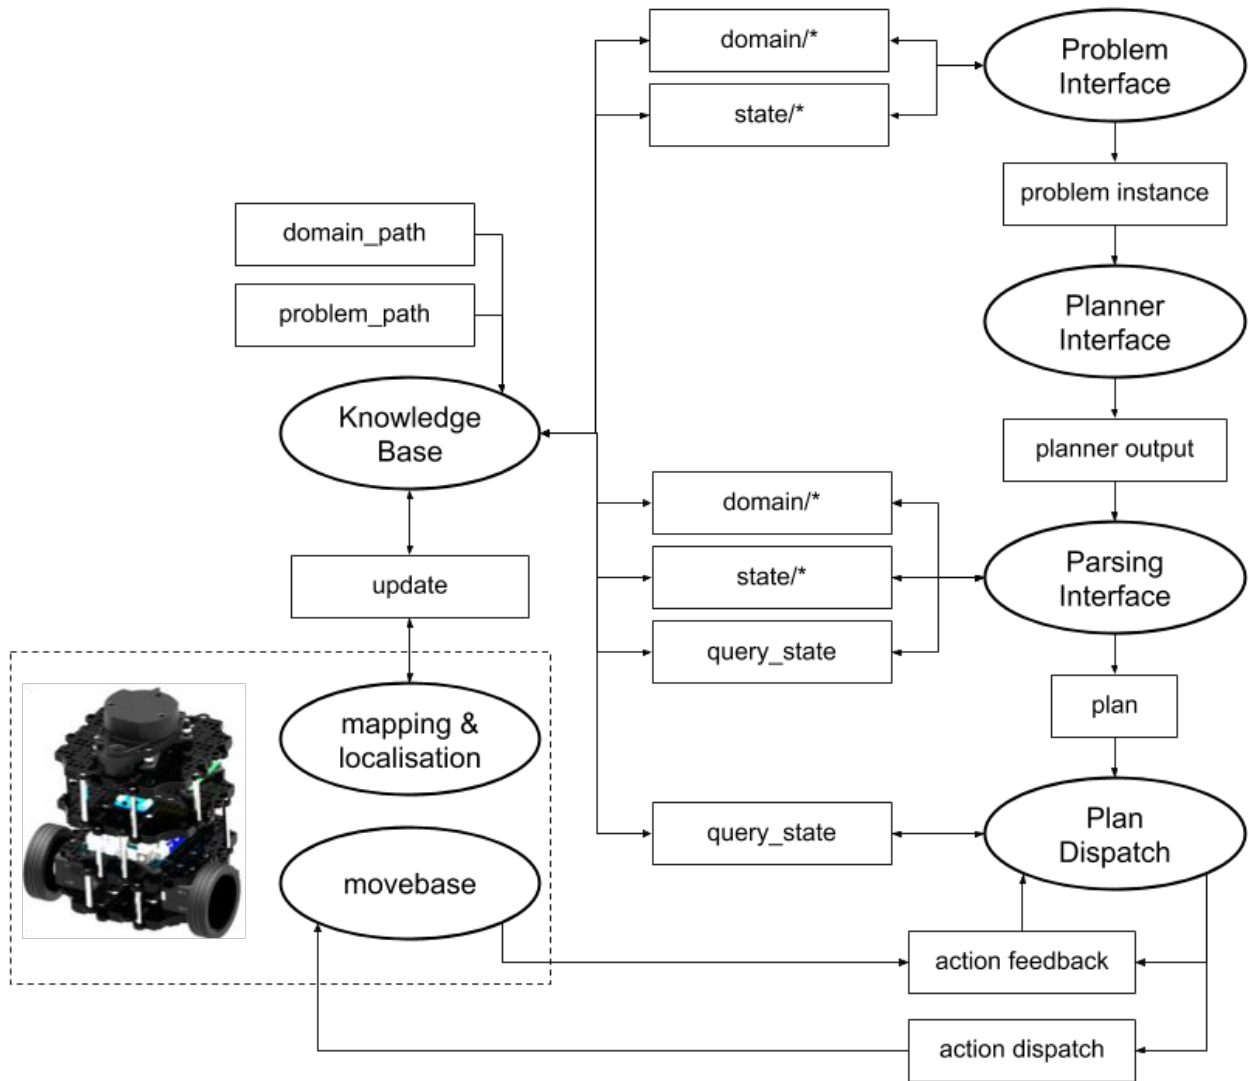 domain/*
state/*
Problem
Interface
problem instance
domain_path
problem_path
Planner
Interface
Knowledge
Base
planner output
domain/*
state/*
query_state
Parsing
Interface
update
plan
mapping &
localisation
query_state
Plan
Dispatch
movebase
action feedback
action dispatch